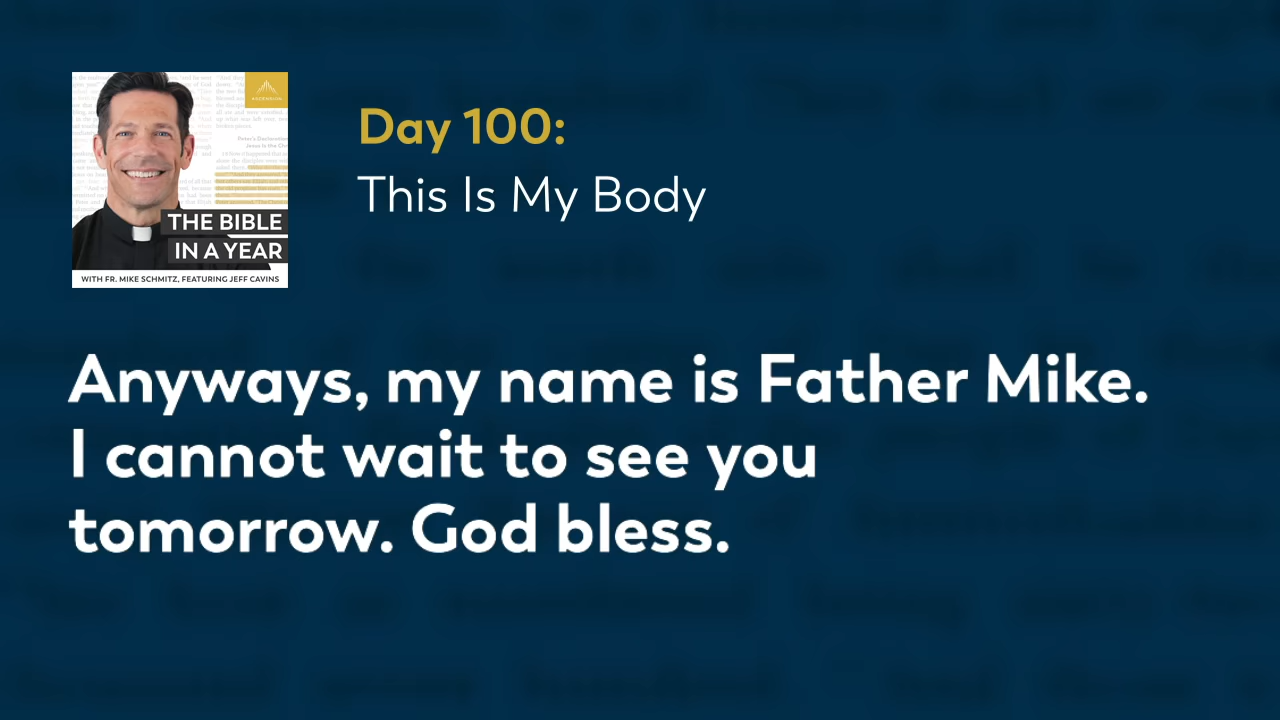 ASCENSION
THE BIBLE
IN A YEAR
WITH FR. MIKE SCHMITZ, FEATURING JEFF CAVINS
Day 100:
This Is My Body
Anyways, my name is Father Mike.
I cannot wait to see you
tomorrow. God bless.